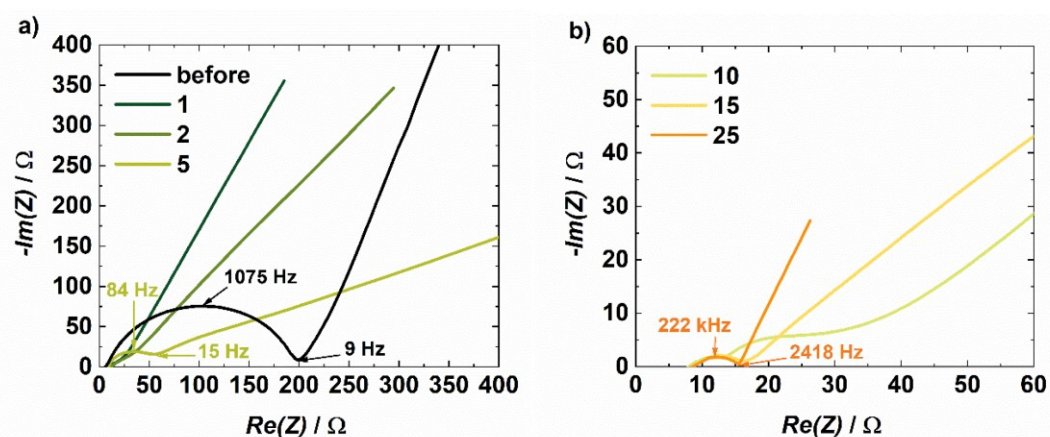 a)
400
350
300
250
200
150
100
50
0
-Im(Z) / Ω
before
1
2
5
84 Hz
1075 Hz
15 Hz
9 Hz
0 50 100 150 200 250 300 350 400
Re(Z) / Ω
b)
60
50
40
30
20
10
0
-Im(Z) / Ω
10
15
25
222 kHz
2418 Hz
0 10 20 30 40 50 60
Re(Z) / Ω